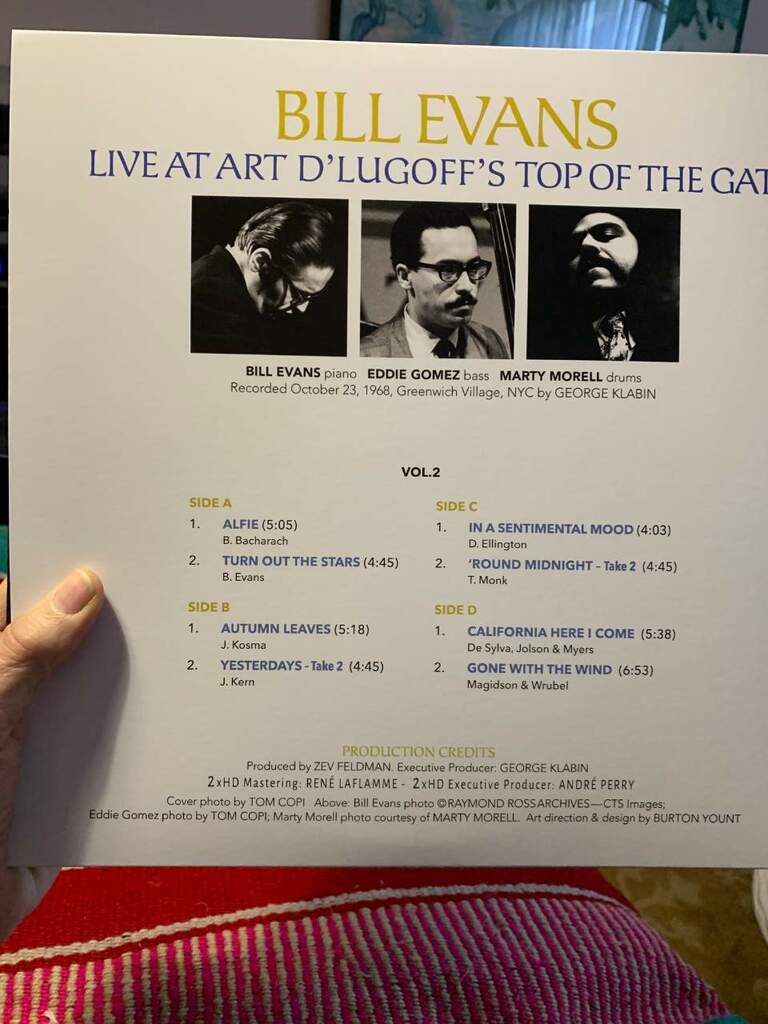 BILL EVANS
LIVE AT ART D'LUGOFF'S TOP OF THE GAT
BILL EVANS piano EDDIE GOMEZ bass MARTY MORELL drums
Recorded October 23, 1968, Greenwich Village, NYC by GEORGE KLABIN
VOL.2
SIDE A
1. ALFIE (5:05)
B. Bacharach
2. TURN OUT THE STARS (4:45)
B. Evans
SIDE B
1. AUTUMN LEAVES (5:18)
J. Kosma
2. YESTERDAYS - Take 2 (4:45)
J. Kern
SIDE C
1. IN A SENTIMENTAL MOOD (4:03)
D. Ellington
2. 'ROUND MIDNIGHT – Take 2 (4:45)
T. Monk
SIDE D
1. CALIFORNIA HERE I COME (5:38)
De Sylva, Jolson & Myers
2. GONE WITH THE WIND (6:53)
Magidson & Wrubel
PRODUCTION CREDITS
Produced by ZEV FELDMAN. Executive Producer: GEORGE KLABIN
2xHD Mastering: RENÉ LAFLAMME - 2xHD Executive Producer: ANDRÉ PERRY
Cover photo by TOM COPI Above: Bill Evans photo ©RAYMOND ROSSARCHIVES—CTS Images;
Eddie Gomez photo by TOM COPI; Marty Morell photo courtesy of MARTY MORELL. Art direction & design by BURTON YOUNT